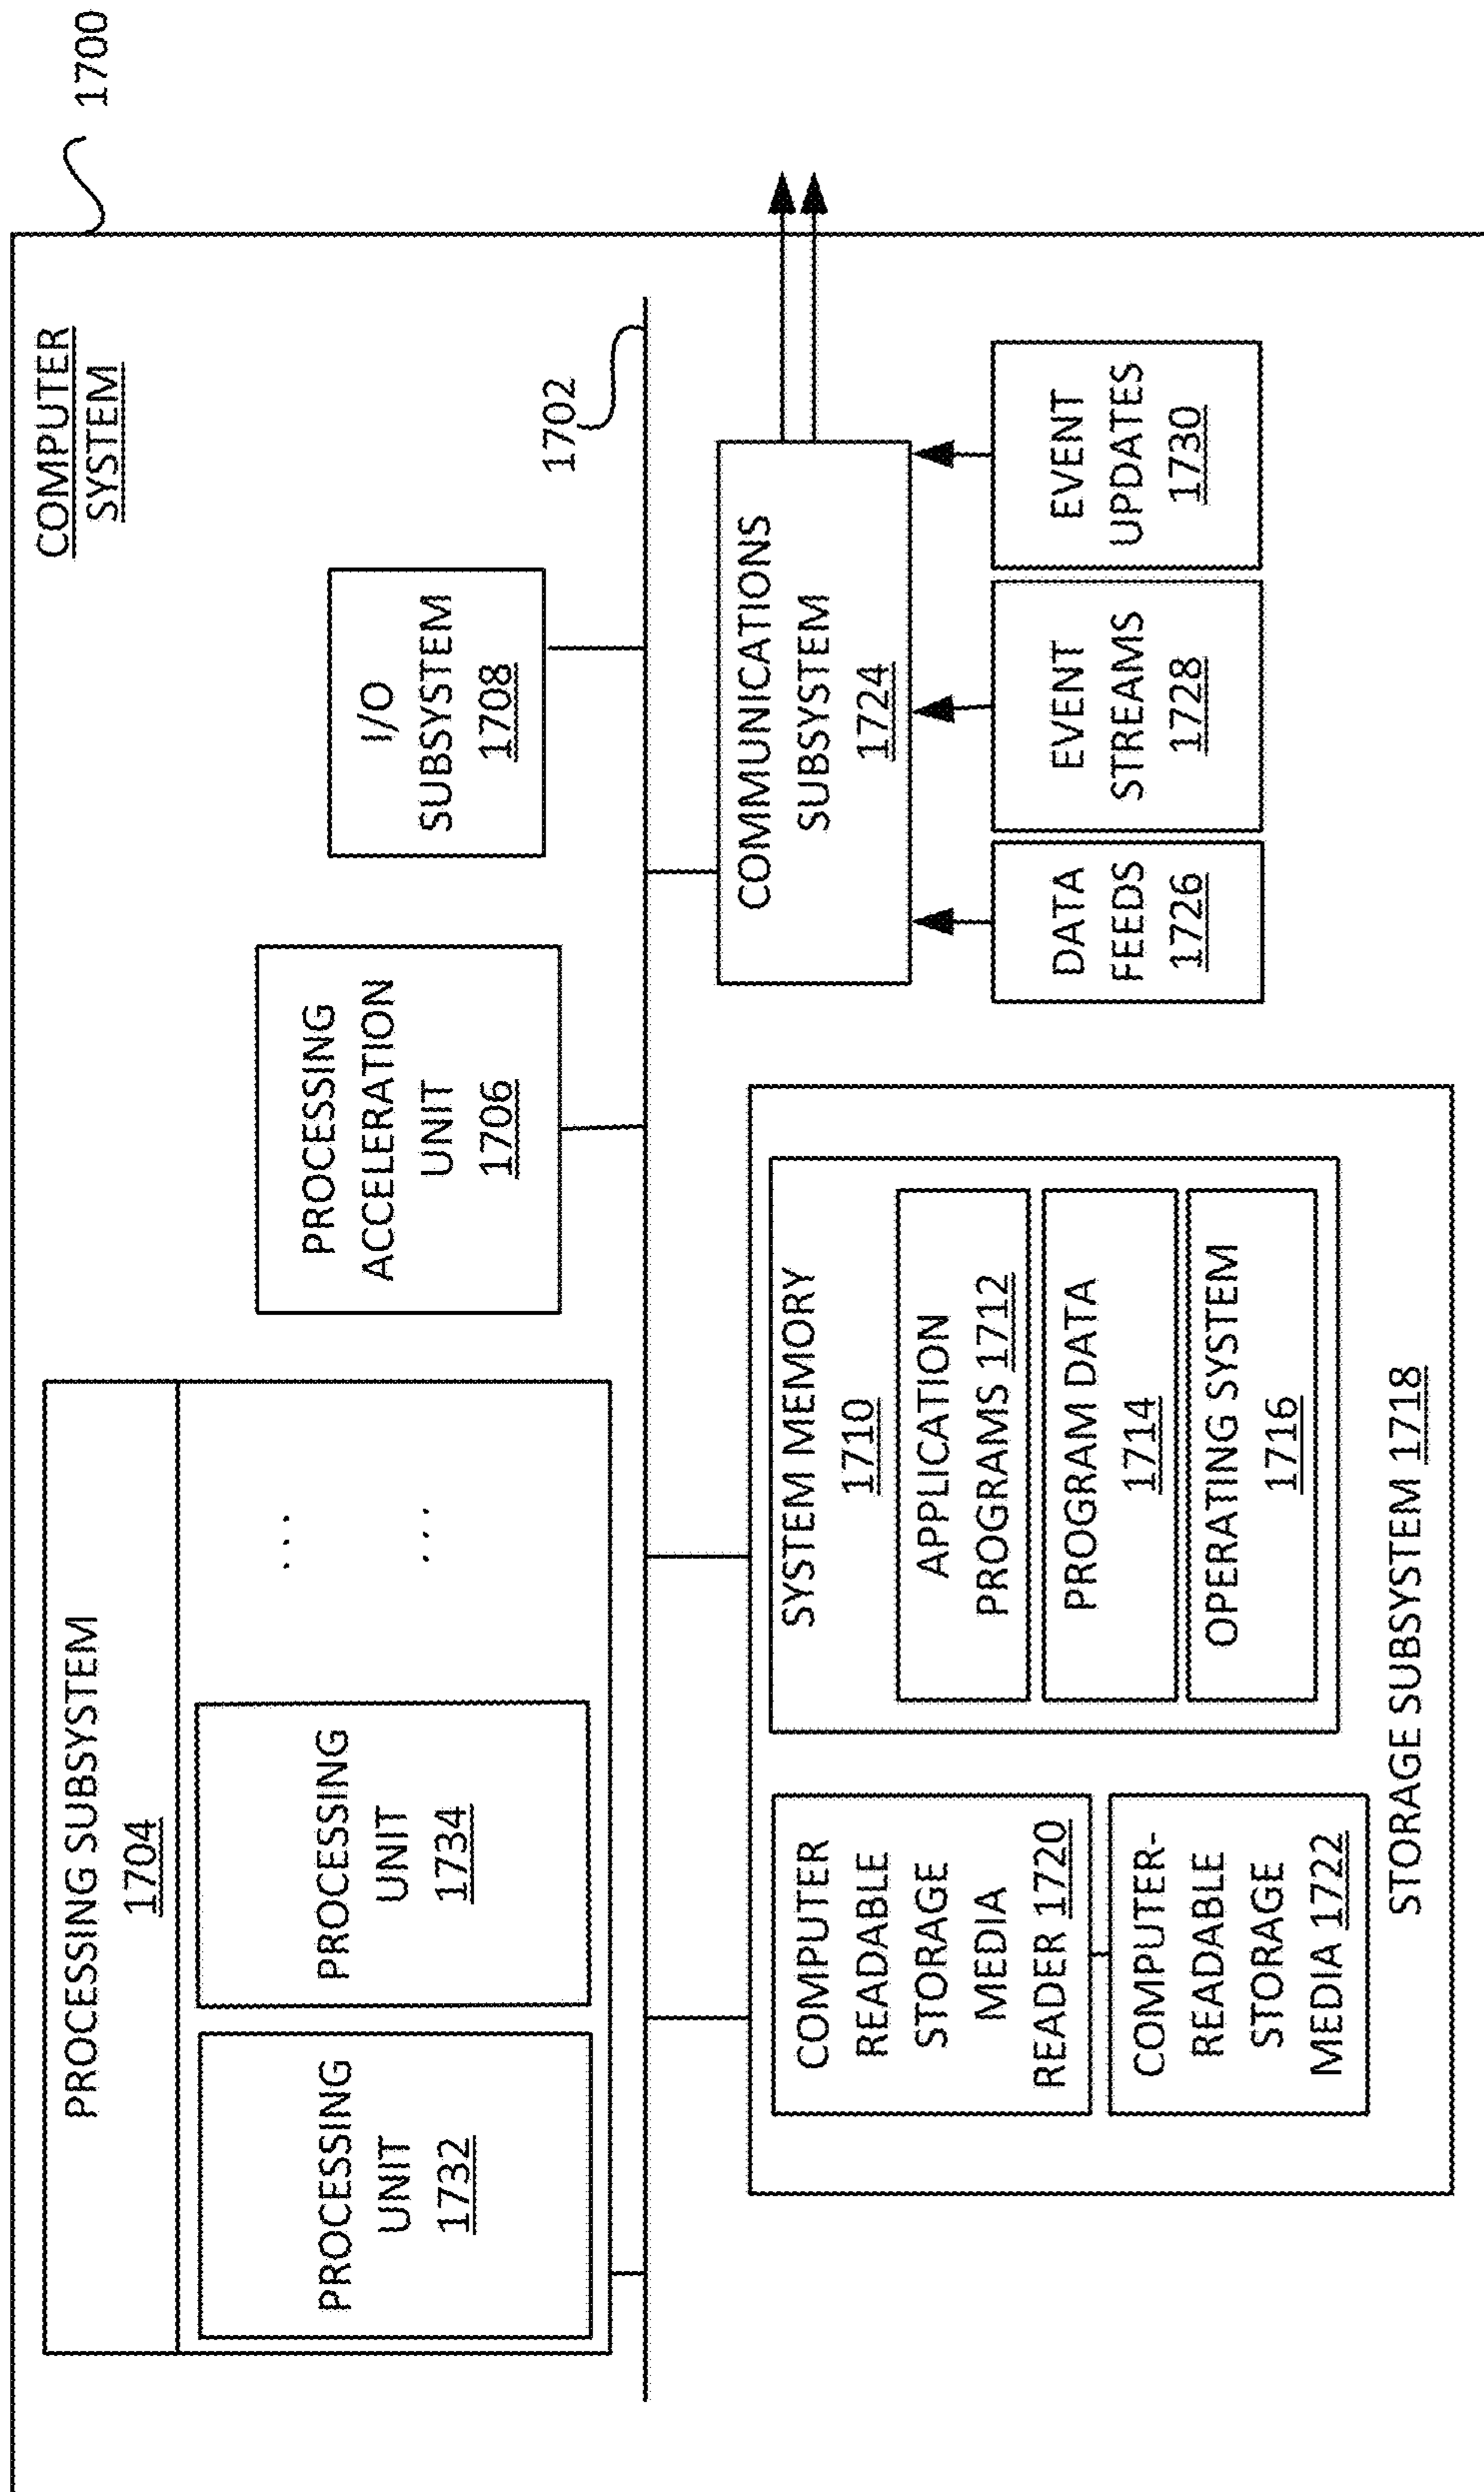 1700
COMPUTER
SYSTEM
PROCESSING SUBSYSTEM
1704
PROCESSING
UNIT
1732
PROCESSING
UNIT
1734
. . .
. . .
PROCESSING
ACCELERATION
UNIT
1706
I/O
SUBSYSTEM
1708
1702
COMPUTER
READABLE
STORAGE
MEDIA
READER 1720
COMPUTER-
READABLE
STORAGE
MEDIA 1722
SYSTEM MEMORY
1710
APPLICATION
PROGRAMS 1712
PROGRAM DATA
1714
OPERATING SYSTEM
1716
STORAGE SUBSYSTEM 1718
COMMUNICATIONS
SUBSYSTEM
1724
DATA
FEEDS
1726
EVENT
STREAMS
1728
EVENT
UPDATES
1730